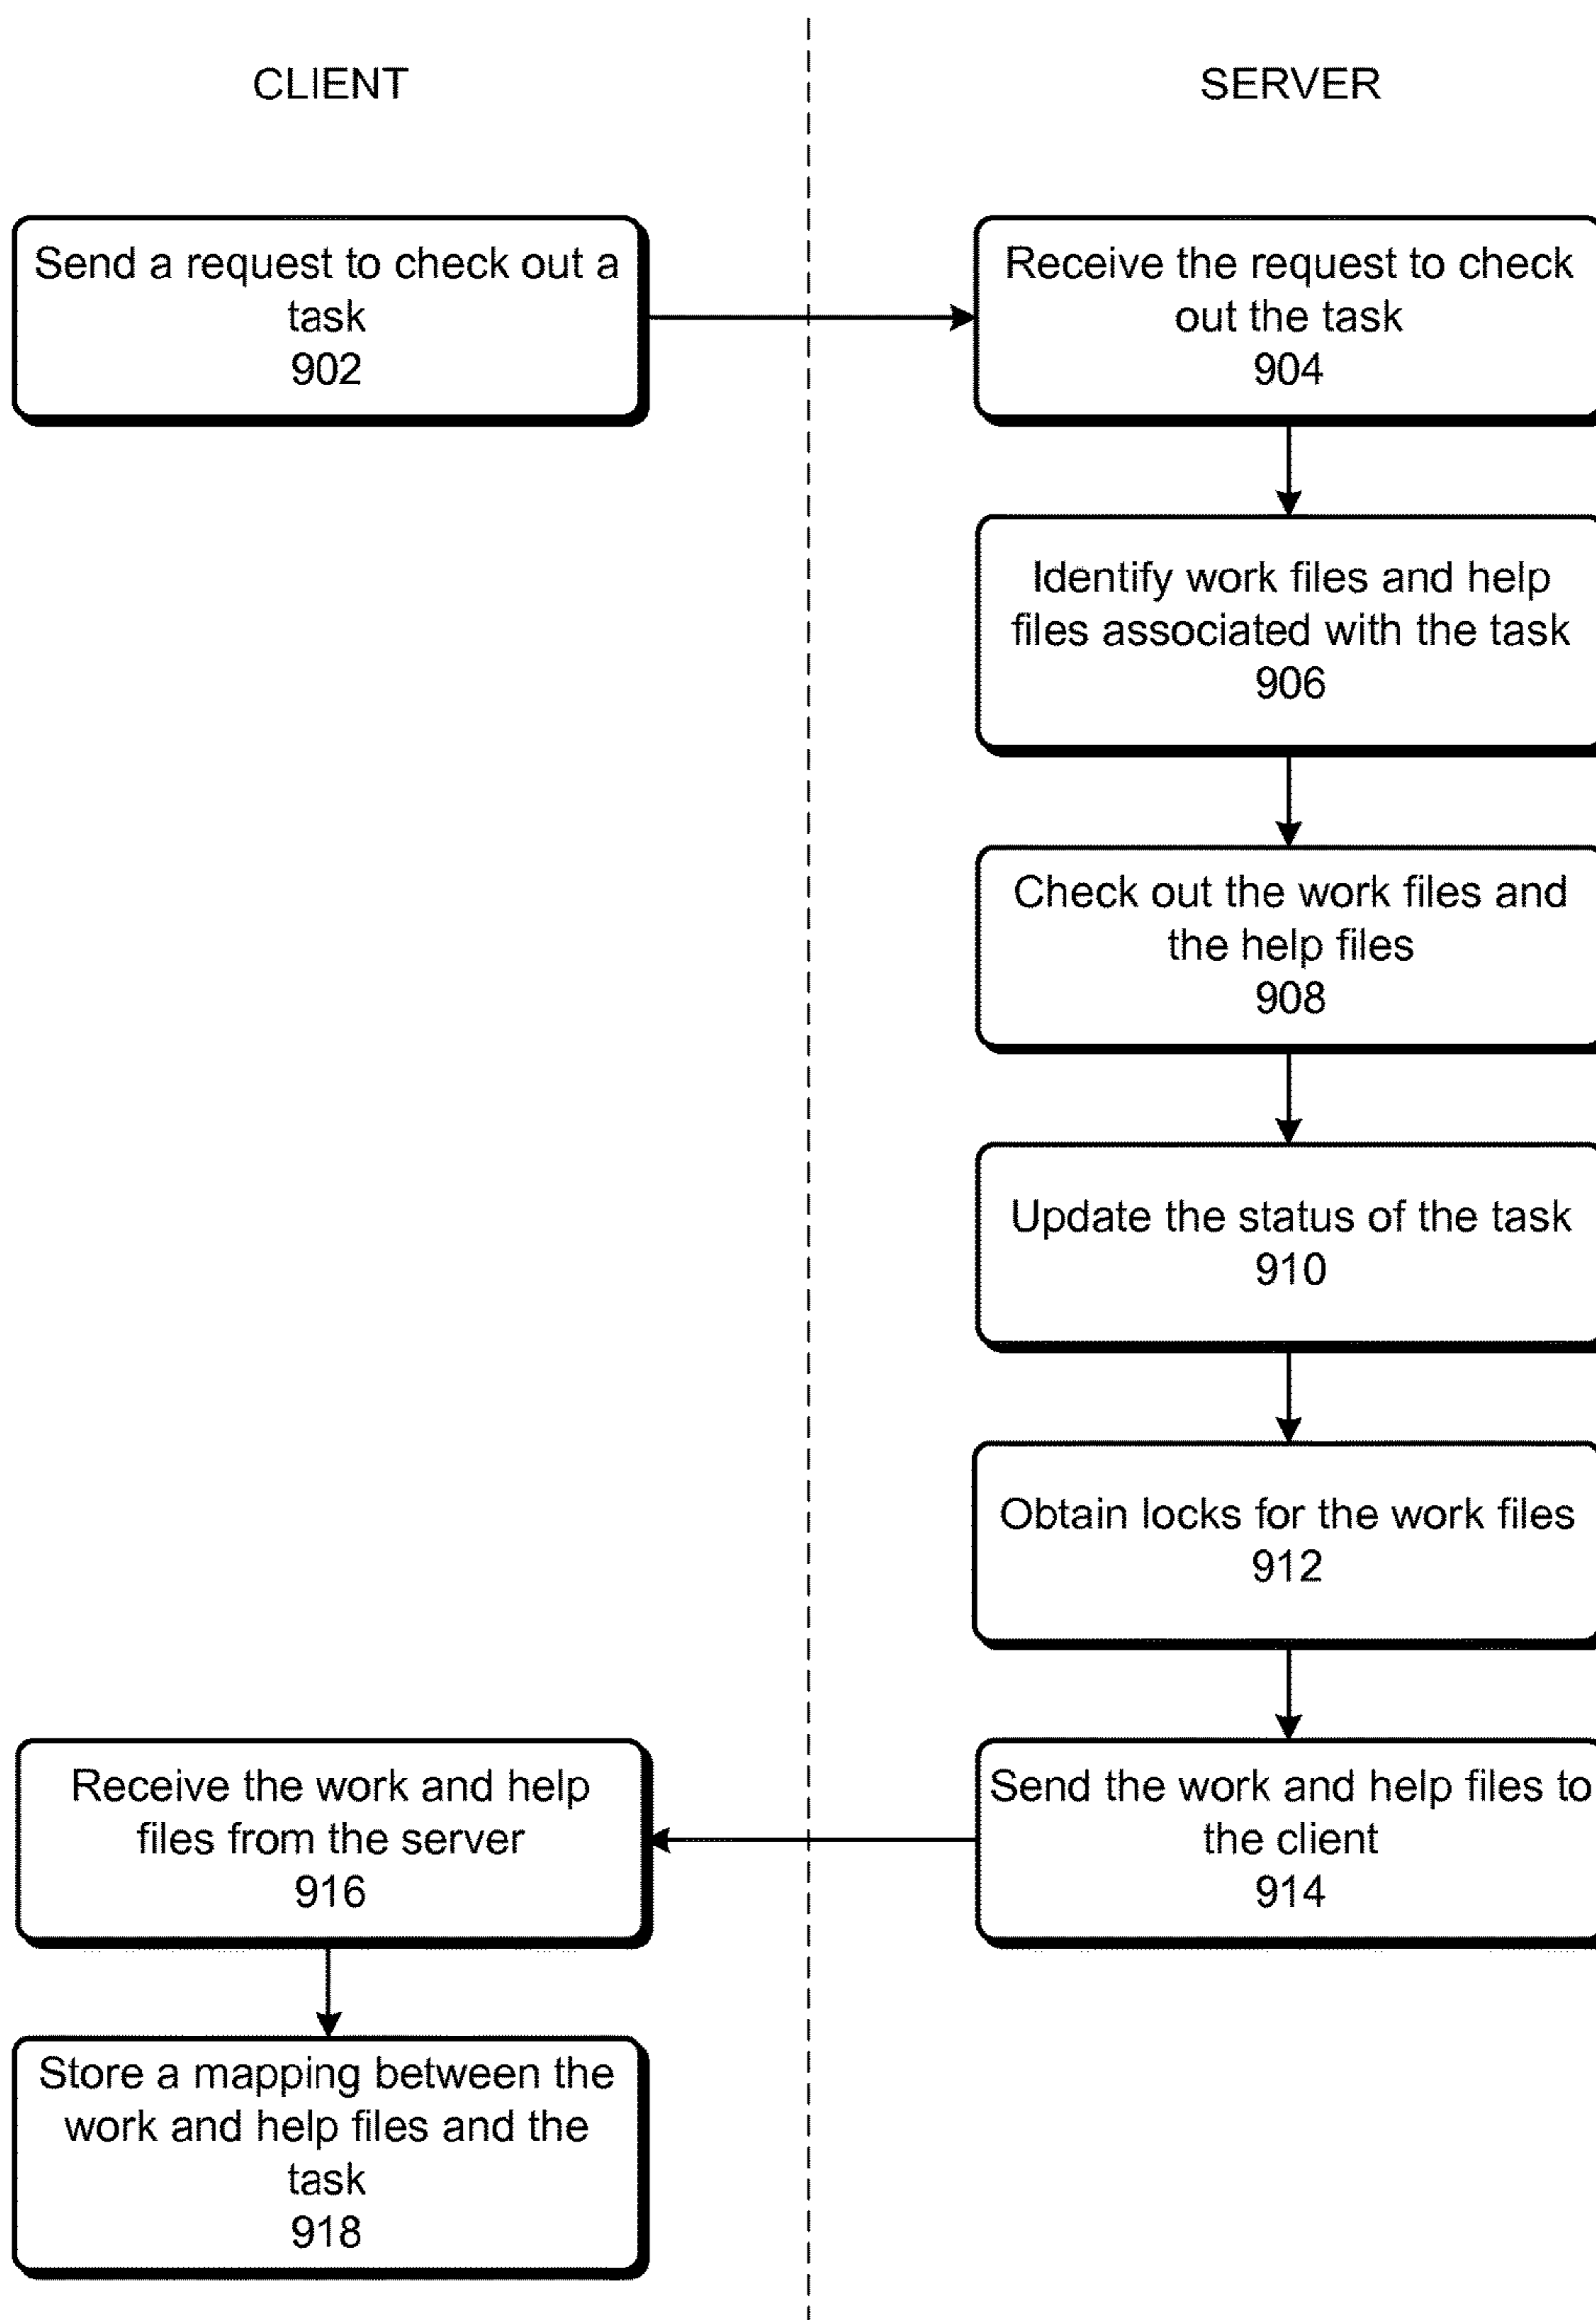 CLIENT
SERVER
Send a request to check out a
task
902
Receive the request to check
out the task
904
Identify work files and help
files associated with the task
906
Check out the work files and
the help files
908
Update the status of the task
910
Obtain locks for the work files
912
Send the work and help files to
the client
914
Receive the work and help
files from the server
916
Store a mapping between the
work and help files and the
task
918